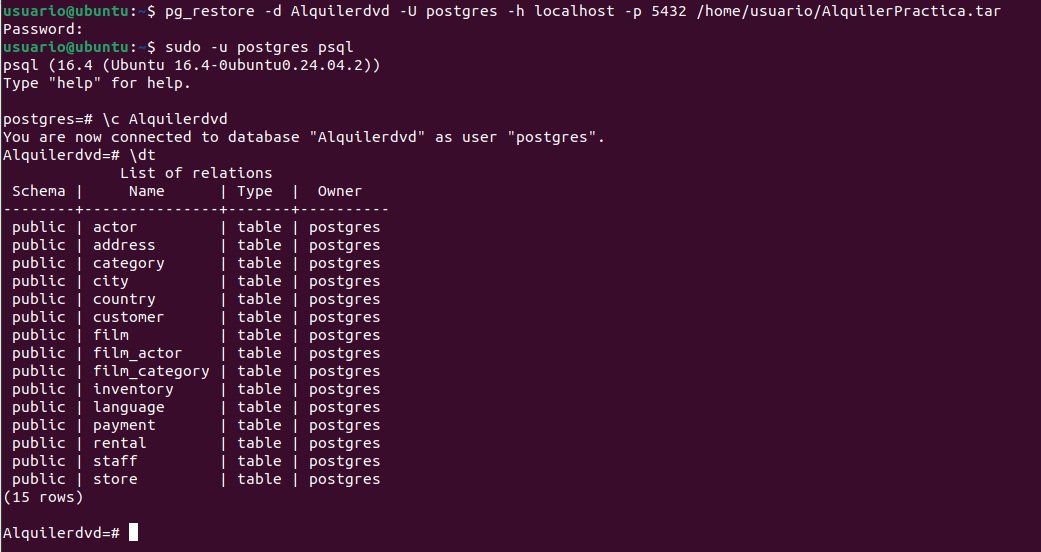 usuario@ubuntu:~$ pg_restore -d Alquilerdvd -U postgres -h localhost -p 5432 /home/usuario/AlquilerPractica.tar
Password:
usuario@ubuntu:~$ sudo -u postgres psql
psql (16.4 (Ubuntu 16.4-0ubuntu0.24.04.2))
Type "help" for help.

postgres=# \c Alquilerdvd
You are now connected to database "Alquilerdvd" as user "postgres".
Alquilerdvd=# \dt
             List of relations
 Schema |     Name      | Type  |  Owner
--------+---------------+-------+----------
 public | actor         | table | postgres
 public | address       | table | postgres
 public | category      | table | postgres
 public | city          | table | postgres
 public | country       | table | postgres
 public | customer      | table | postgres
 public | film          | table | postgres
 public | film_actor    | table | postgres
 public | film_category | table | postgres
 public | inventory     | table | postgres
 public | language      | table | postgres
 public | payment       | table | postgres
 public | rental        | table | postgres
 public | staff         | table | postgres
 public | store         | table | postgres
(15 rows)

Alquilerdvd=#